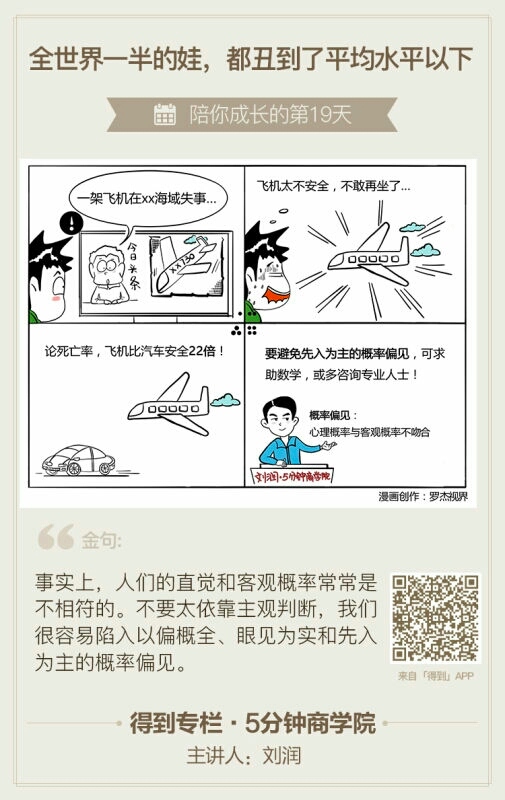 全世界一半的娃，都丑到了平均水平以下
陪你成长的第19天
一架飞机在xx海域失事...
今日头条
XX730
飞机太不安全，不敢再坐了...
论死亡率，飞机比汽车安全22倍！
要避免先入为主的概率偏见，可求
助数学，或多咨询专业人士！
概率偏见：
心理概率与客观概率不吻合
刘润·5分钟商学院
漫画创作：罗杰视界
金句:
事实上，人们的直觉和客观概率常常是
不相符的。不要太依靠主观判断，我们
很容易陷入以偏概全、眼见为实和先入
为主的概率偏见。
来自「得到」APP
得到专栏·5分钟商学院
主讲人：刘润